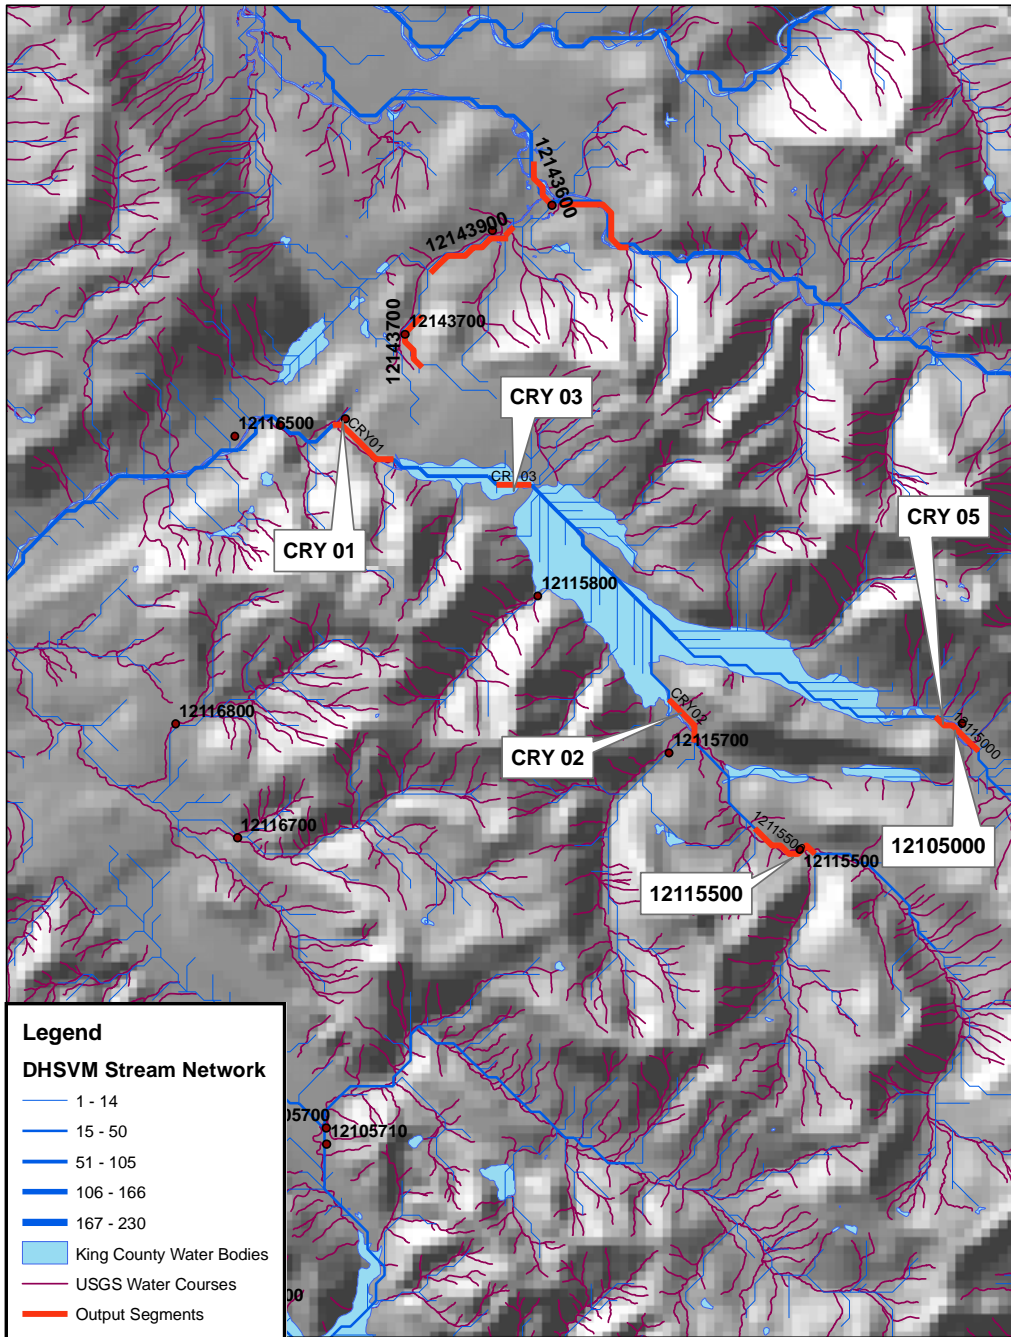 12143600
12143900
12143700
12143700
CRY 03
12116500
CRY01
CRY 01
CRY 05
12115800
CRY02
12115000
12116800
CRY 02
12115700
12116700
12115500
12115500
12105000
12115500
Legend
DHSVM Stream Network
1 - 14
15 - 50
51 - 105
106 - 166
167 - 230
King County Water Bodies
USGS Water Courses
Output Segments
05700
12105710
00